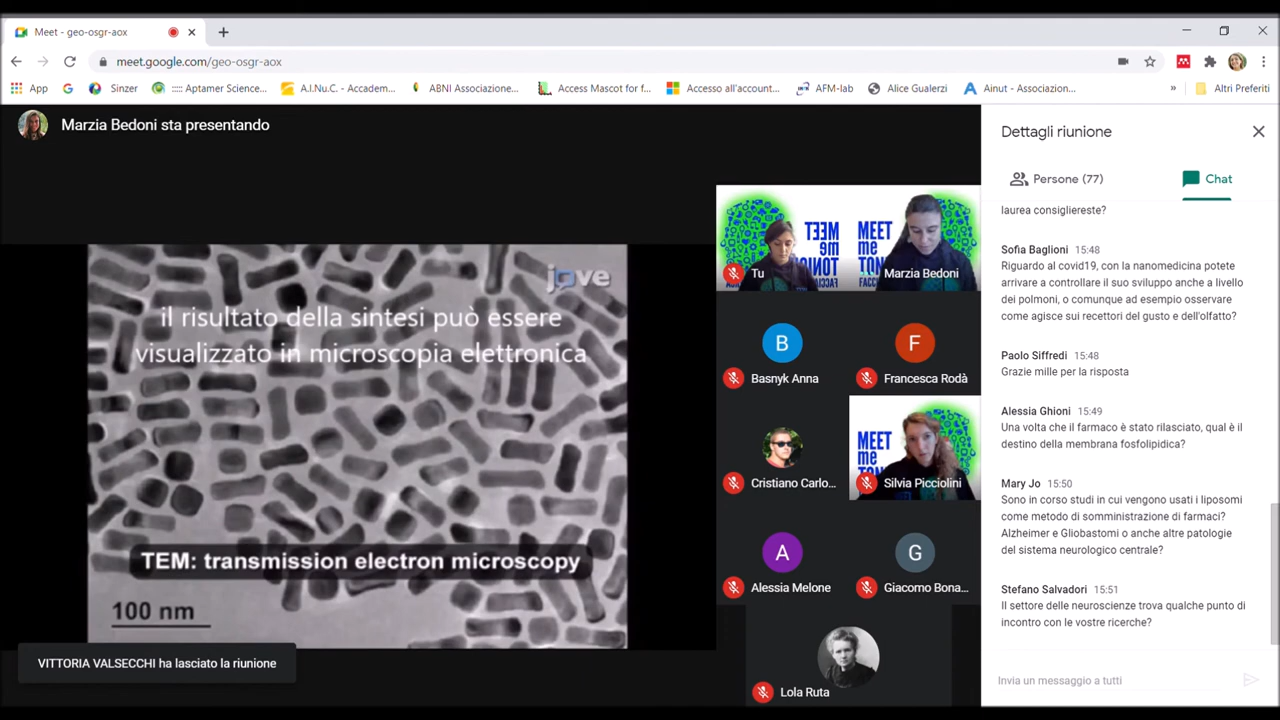 Meet - geo-osgr-aox
meet.google.com/geo-osgr-aox
App
Sinzer
:::: Aptamer Science...
A.I.Nu.C. - Accadem...
ABNI Associazione...
Access Mascot for f...
Accesso all'account...
AFM-lab
Alice Gualerzi
Ainut - Associazion...
»
Altri Preferiti
Marzia Bedoni sta presentando
jove
il risultato della sintesi può essere
visualizzato in microscopia elettronica
TEM: transmission electron microscopy
100 nm
VITTORIA VALSECCHI ha lasciato la riunione
MEET
me
TONIGHT
Tu
MEET
me
TONI
FACCI
Marzia Bedoni
B
Basnyk Anna
F
Francesca Rodà
Cristiano Carlo...
MEET
me
TON
Silvia Picciolini
A
Alessia Melone
G
Giacomo Bona...
Lola Ruta
Dettagli riunione
Persone (77)
Chat
laurea consigliereste?
Sofia Baglioni 15:48
Riguardo al covid19, con la nanomedicina potete
arrivare a controllare il suo sviluppo anche a livello
dei polmoni, o comunque ad esempio osservare
come agisce sui recettori del gusto e dell'olfatto?
Paolo Siffredi 15:48
Grazie mille per la risposta
Alessia Ghioni 15:49
Una volta che il farmaco è stato rilasciato, qual è il
destino della membrana fosfolipidica?
Mary Jo 15:50
Sono in corso studi in cui vengono usati i liposomi
come metodo di somministrazione di farmaci?
Alzheimer e Gliobastomi o anche altre patologie
del sistema neurologico centrale?
Stefano Salvadori 15:51
Il settore delle neuroscienze trova qualche punto di
incontro con le vostre ricerche?
Invia un messaggio a tutti